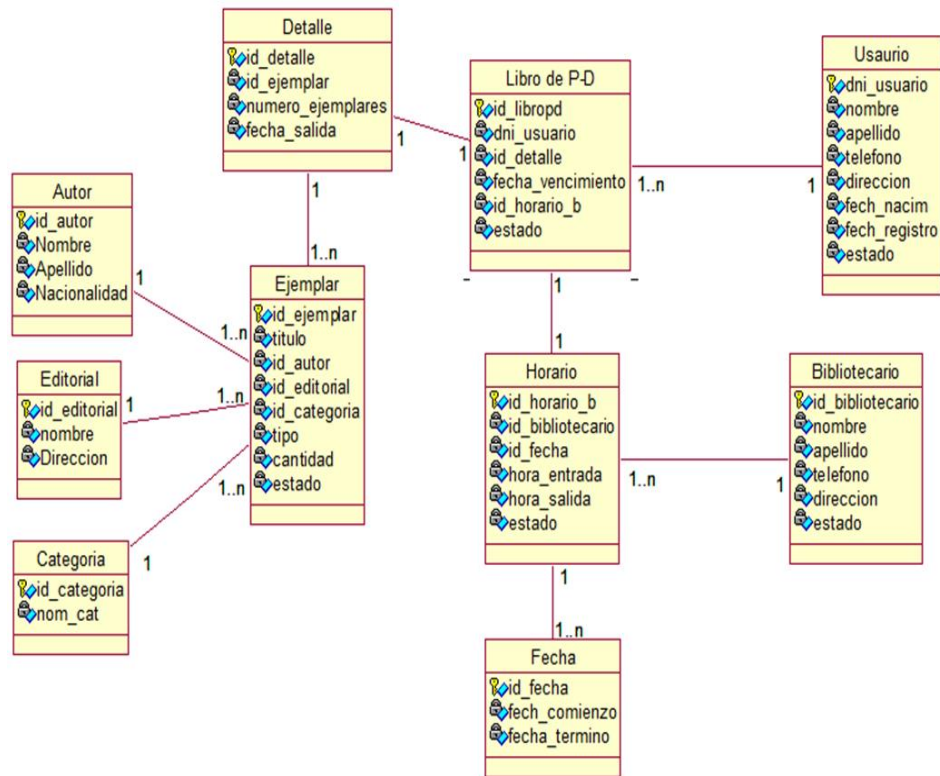 Detalle
id_detalle
id_ejemplar
numero_ejemplares
fecha_salida
1
1
1
1..n
Libro de P-D
id_libropd
dni_usuario
id_detalle
fecha_vencimiento
id_horario_b
estado
1..n
1
1
1
Usaurio
dni_usuario
nombre
apellido
telefono
direccion
fech_nacim
fech_registro
estado
Autor
id_autor
Nombre
Apellido
Nacionalidad
1
1..n
Ejemplar
id_ejemplar
titulo
id_autor
id_editorial
id_categoria
tipo
cantidad
estado
Editorial
id_editorial
nombre
Direccion
1
1..n
Categoria
id_categoria
nom_cat
1
1..n
Horario
id_horario_b
id_bibliotecario
id_fecha
hora_entrada
hora_salida
estado
1..n
1
1
1..n
Bibliotecario
id_bibliotecario
nombre
apellido
telefono
direccion
estado
Fecha
id_fecha
fech_comienzo
fecha_termino